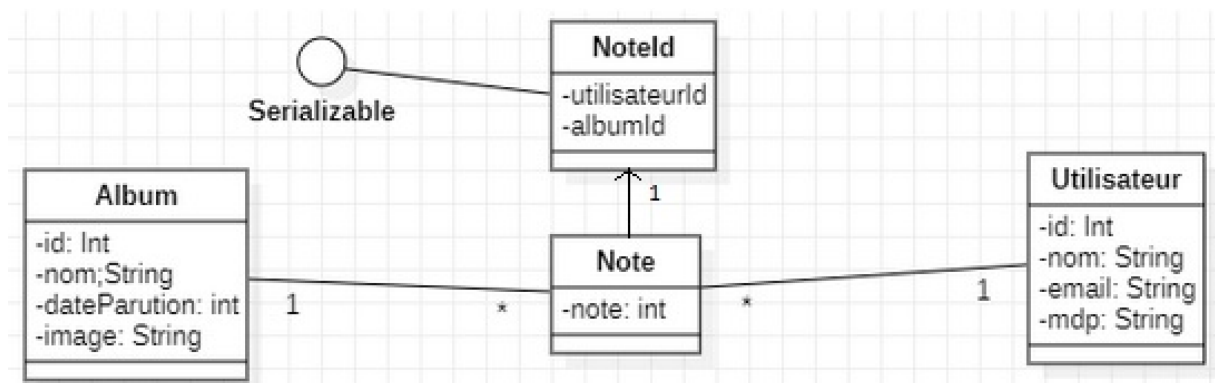 NoteId
-utilisateurId
-albumId
Serializable
1
Album
-id: Int
-nom;String
-dateParution: int
-image: String
1
*
Note
-note: int
*
1
Utilisateur
-id: Int
-nom: String
-email: String
-mdp: String